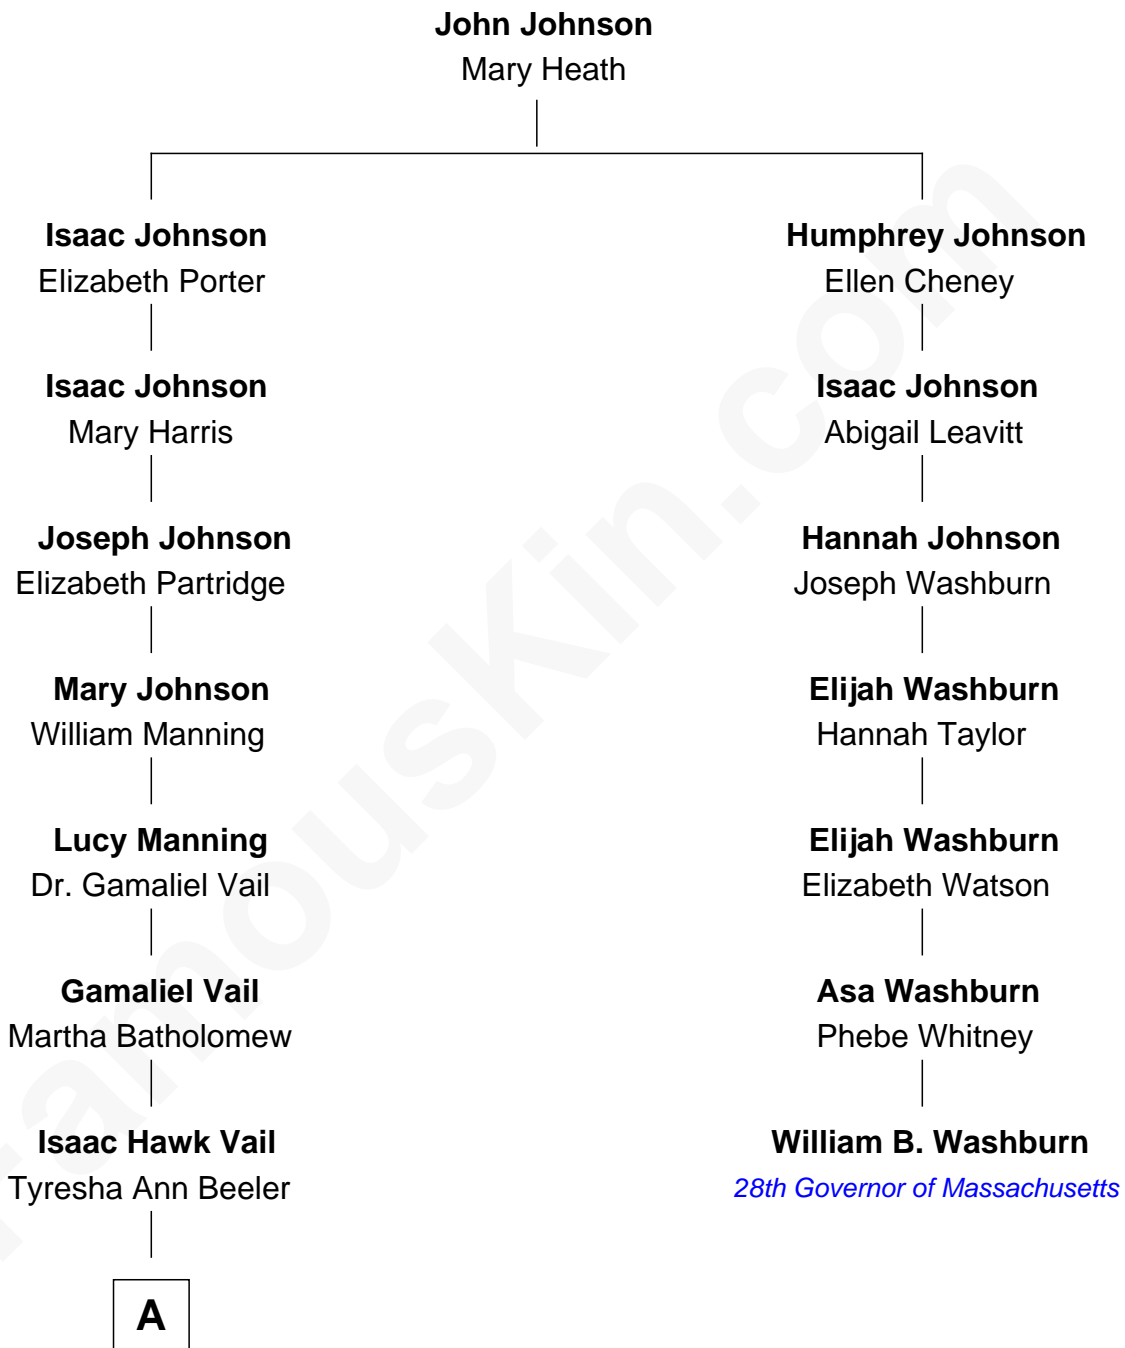 John Johnson
Mary Heath
Isaac Johnson
Elizabeth Porter
Humphrey Johnson
Ellen Cheney
Isaac Johnson
Mary Harris
Isaac Johnson
Abigail Leavitt
Joseph Johnson
Elizabeth Partridge
Hannah Johnson
Joseph Washburn
Mary Johnson
William Manning
Elijah Washburn
Hannah Taylor
Lucy Manning
Dr. Gamaliel Vail
Elijah Washburn
Elizabeth Watson
Gamaliel Vail
Martha Batholomew
Asa Washburn
Phebe Whitney
Isaac Hawk Vail
Tyresha Ann Beeler
William B. Washburn
28th Governor of Massachusetts
A
FamousKin.com